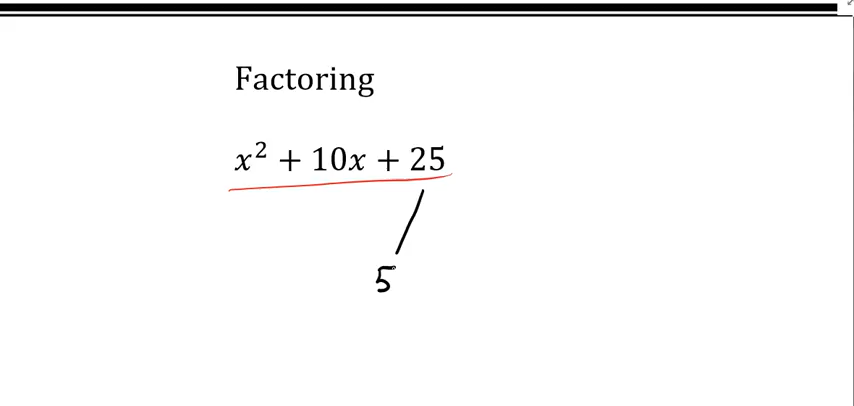 Factoring
x² + 10x + 25
5